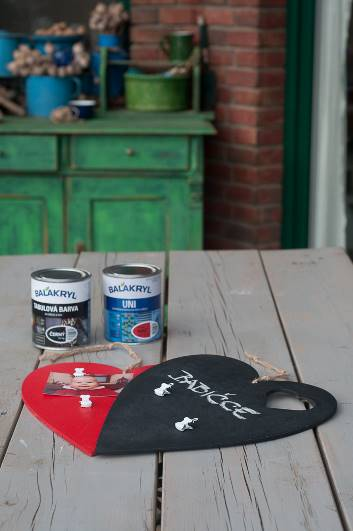 BALAKRYL
TABULOVÁ BARVA
ČERNÝ
BALAKRYL
UNI
BABIČCE